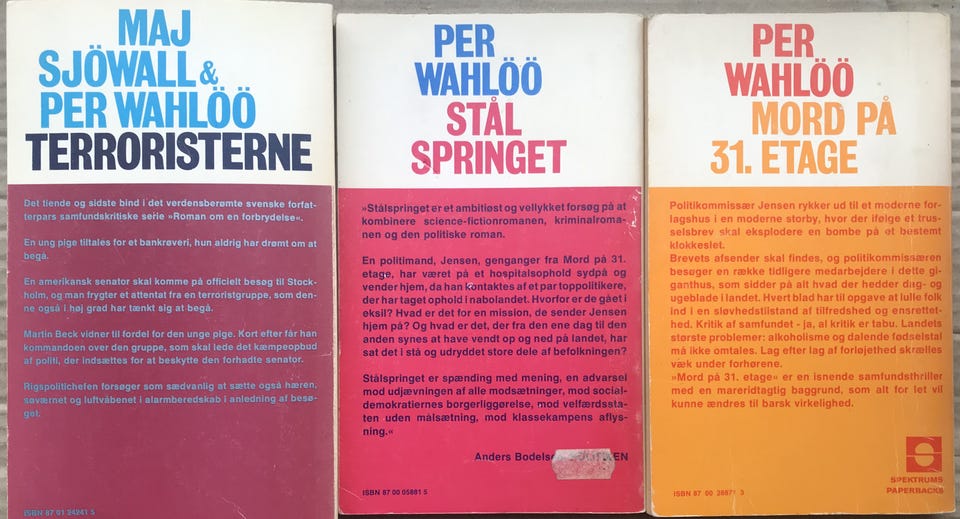 MAJ
SJÖWALL &
PER WAHLÖÖ
TERRORISTERNE
Det tiende og sidste bind i det verdensberømte svenske forfat-
terpars samfundskritiske serie »Roman om en forbrydelse«.
En ung pige tiltales for et bankrøveri, hun aldrig har drømt om at
begå.
En amerikansk senator skal komme på officielt besøg til Stock-
holm, og man frygter et attentat fra en terroristgruppe, som den-
ne også i høj grad har tænkt sig at begå.
Martin Beck vidner til fordel for den unge pige. Kort efter får han
kommandoen over den gruppe, som skal lede det kæmpeopbud
af politi, der indsættes for at beskytte den forhadte senator.
Rigspolitichefen forsøger som sædvanlig at sætte også hæren,
søværnet og luftvåbenet i alarmberedskab i anledning af besø-
get.
ISBN 87 01 24241 5
PER
WAHLÖÖ
STÅL
SPRINGET
»Stålspringet er et ambitiøst og vellykket forsøg på at
kombinere science-fictionromanen, kriminalroma-
nen og den politiske roman.
En politimand, Jensen, genganger fra Mord på 31.
etage, har været på et hospitalsophold sydpå og
vender hjem, da han kontaktes af et par toppolitikere,
der har taget ophold i nabolandet. Hvorfor er de gået i
eksil? Hvad er det for en mission, de sender Jensen
hjem på? Og hvad er det, der fra den ene dag til den
anden synes at have vendt op og ned på landet, har
sat det i stå og udryddet store dele af befolkningen?
Stålspringet er spænding med mening, en advarsel
mod udjævningen af alle modsætninger, mod social-
demokratiernes borgerliggørelse, mod velfærdssta-
ten uden målsætning, mod klassekampens aflys-
ning.«
Anders
ISBN 87 00 05881 5
PER
WAHLÖÖ
MORD PÅ
31. ETAGE
Politikommissær Jensen rykker ud til et moderne for-
lagshus i en moderne storby, hvor der ifølge et trus-
selsbrev skal eksplodere en bombe på et bestemt
klokkeslet.
Brevets afsender skal findes, og politikommissæren
besøger en række tidligere medarbejdere i dette gi-
ganthus, som sidder på alt hvad der hedder dag- og
ugeblade i landet. Hvert blad har til opgave at lulle folk
ind i en sløvhedstilstand af tilfredshed og ensrettet-
hed. Kritik af samfundet - ja, al kritik er tabu. Landets
største problemer: alkoholisme og dalende fødselstal
må ikke omtales. Lag efter lag af forløjethed skrælles
væk under forhørene.
»Mord på 31. etage« er en isnende samfundsthriller
med en mareridtagtig baggrund, som alt for let vil
kunne ændres til barsk virkelighed.
SPEKTRUMS
PAPERBACKS
ISBN 87 00 3